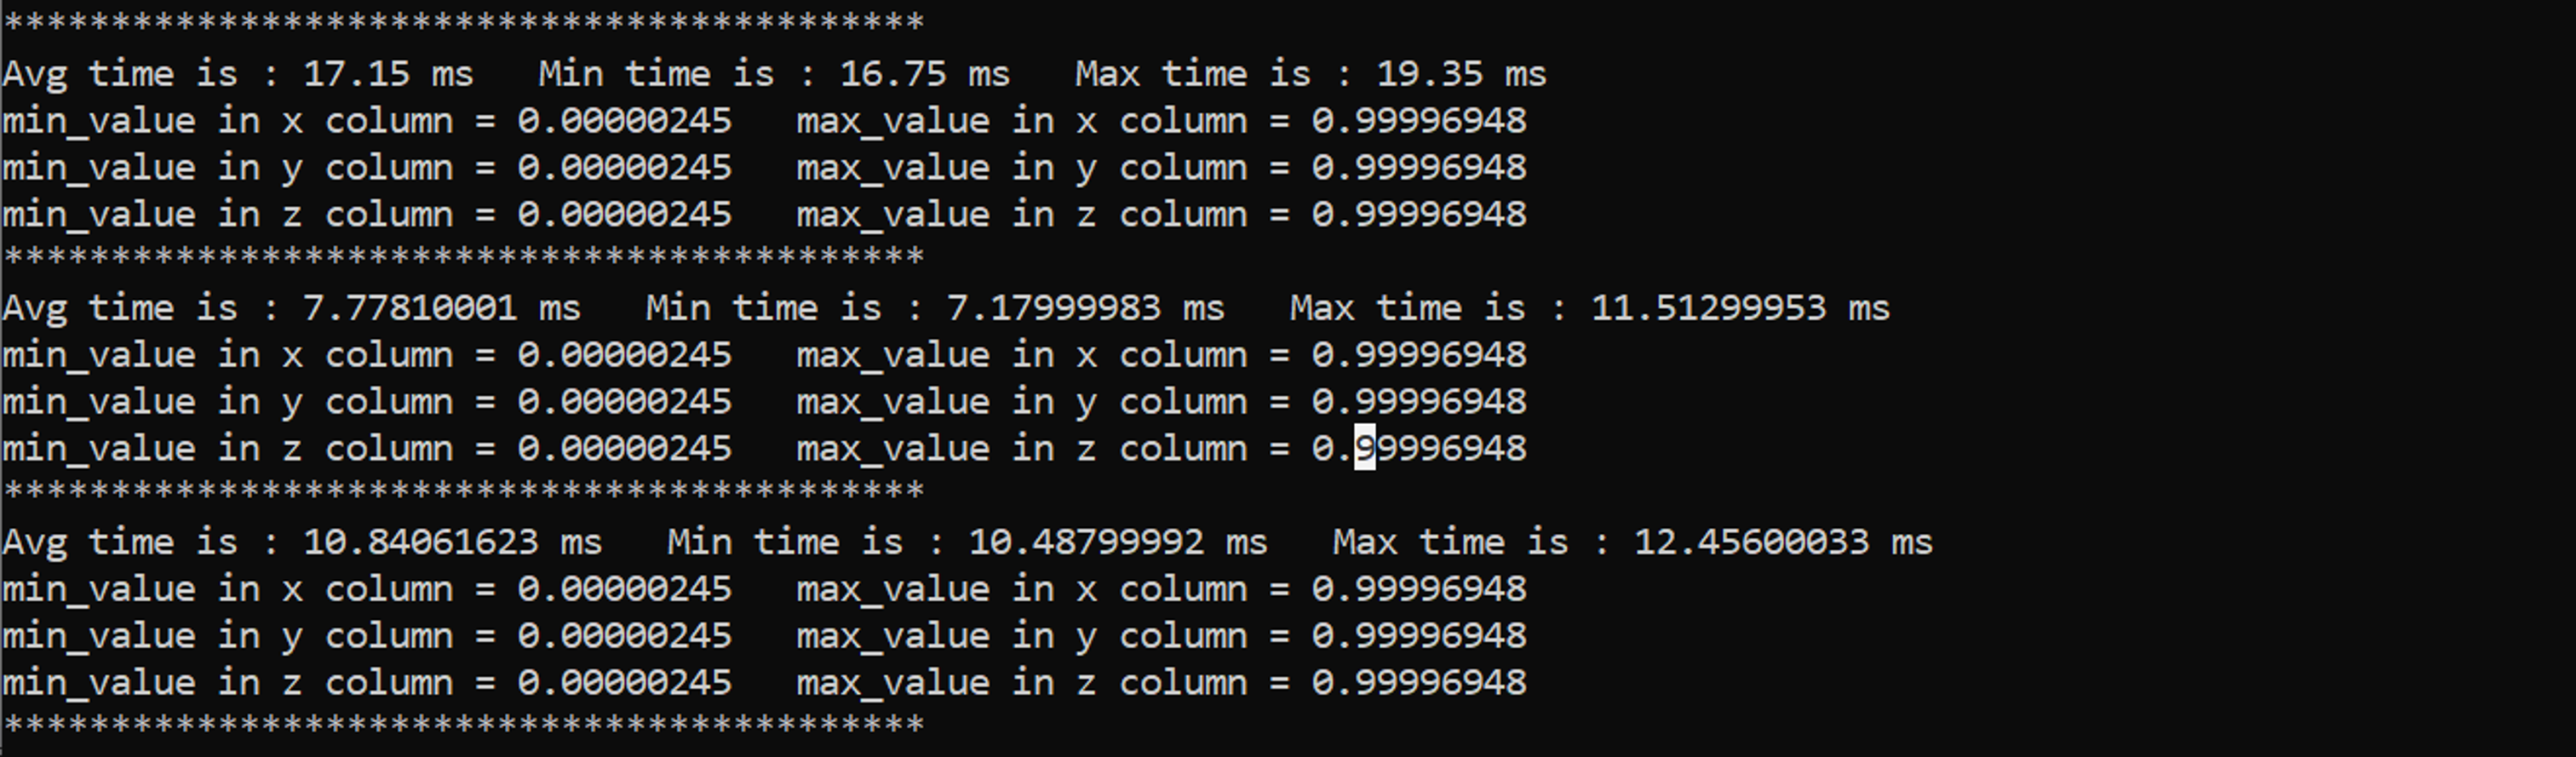 *******************************************
Avg time is : 17.15 ms   Min time is : 16.75 ms   Max time is : 19.35 ms
min_value in x column = 0.00000245   max_value in x column = 0.99996948
min_value in y column = 0.00000245   max_value in y column = 0.99996948
min_value in z column = 0.00000245   max_value in z column = 0.99996948
*******************************************
Avg time is : 7.77810001 ms   Min time is : 7.17999983 ms   Max time is : 11.51299953 ms
min_value in x column = 0.00000245   max_value in x column = 0.99996948
min_value in y column = 0.00000245   max_value in y column = 0.99996948
min_value in z column = 0.00000245   max_value in z column = 0.99996948
*******************************************
Avg time is : 10.84061623 ms   Min time is : 10.48799992 ms   Max time is : 12.45600033 ms
min_value in x column = 0.00000245   max_value in x column = 0.99996948
min_value in y column = 0.00000245   max_value in y column = 0.99996948
min_value in z column = 0.00000245   max_value in z column = 0.99996948
*******************************************